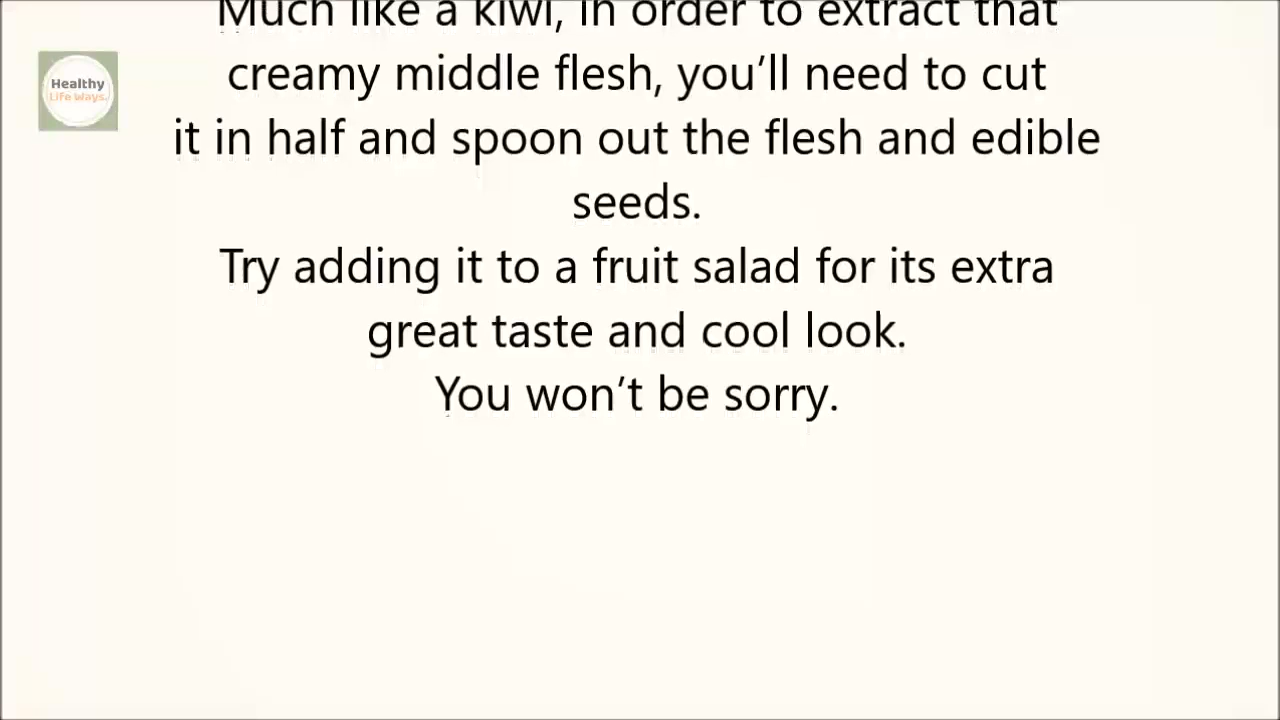 Much like a kiwi, in order to extract that
Healthy
Life Ways.
creamy middle flesh, you’ll need to cut
it in half and spoon out the flesh and edible
seeds.
Try adding it to a fruit salad for its extra
great taste and cool look.
You won’t be sorry.